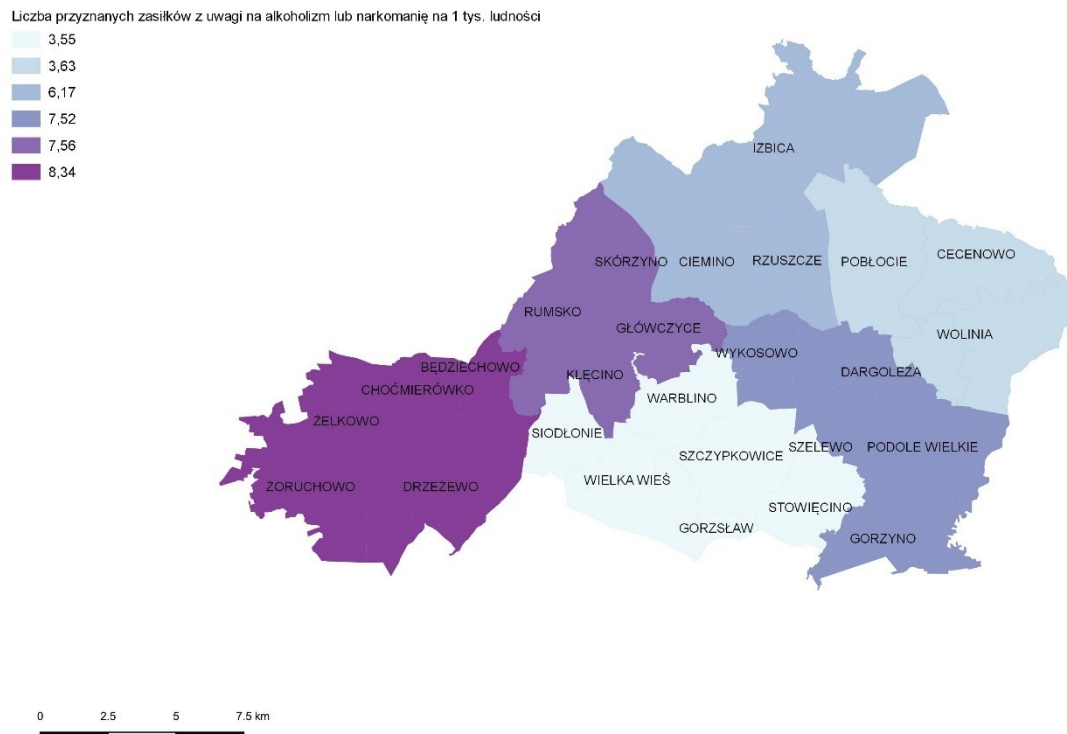 Liczba przyznanych zasiłków z uwagi na alkoholizm lub narkomanię na 1 tys. ludności
3,55
3,63
6,17
7,52
7,56
8,34
IZBICA
SKÓRZYNO
CIEMINO
RZUSZCZE
POBŁOCIE
CECENOWO
RUMSKO
GŁÓWCZYCE
WOLINIA
WYKOSOWO
BĘDZIECHOWO
KLĘCINO
DARGOLEZA
CHOĆMIERÓWKO
WARBLINO
ŻELKOWO
SIODŁONIE
SZCZYPKOWICE
SZELEWO
PODOLE WIELKIE
WIELKA WIEŚ
ŻORUCHOWO
DRZEŻEWO
STOWIĘCINO
GORZSŁAW
GORZYNO
0 2.5 5 7.5 km